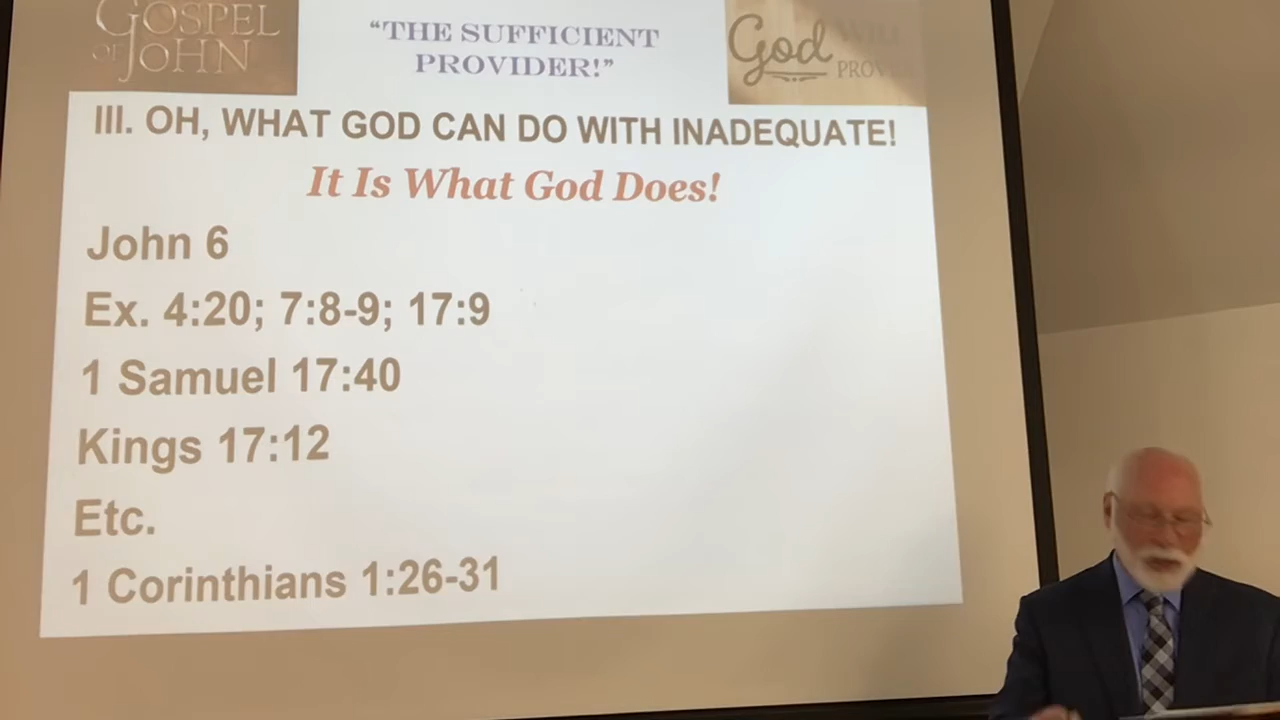 GOSPEL
OF JOHN
"THE SUFFICIENT
PROVIDER!"
God WILL
PROV
III. OH, WHAT GOD CAN DO WITH INADEQUATE!
It Is What God Does!
John 6
Ex. 4:20; 7:8-9; 17:9
1 Samuel 17:40
Kings 17:12
Etc.
1 Corinthians 1:26-31